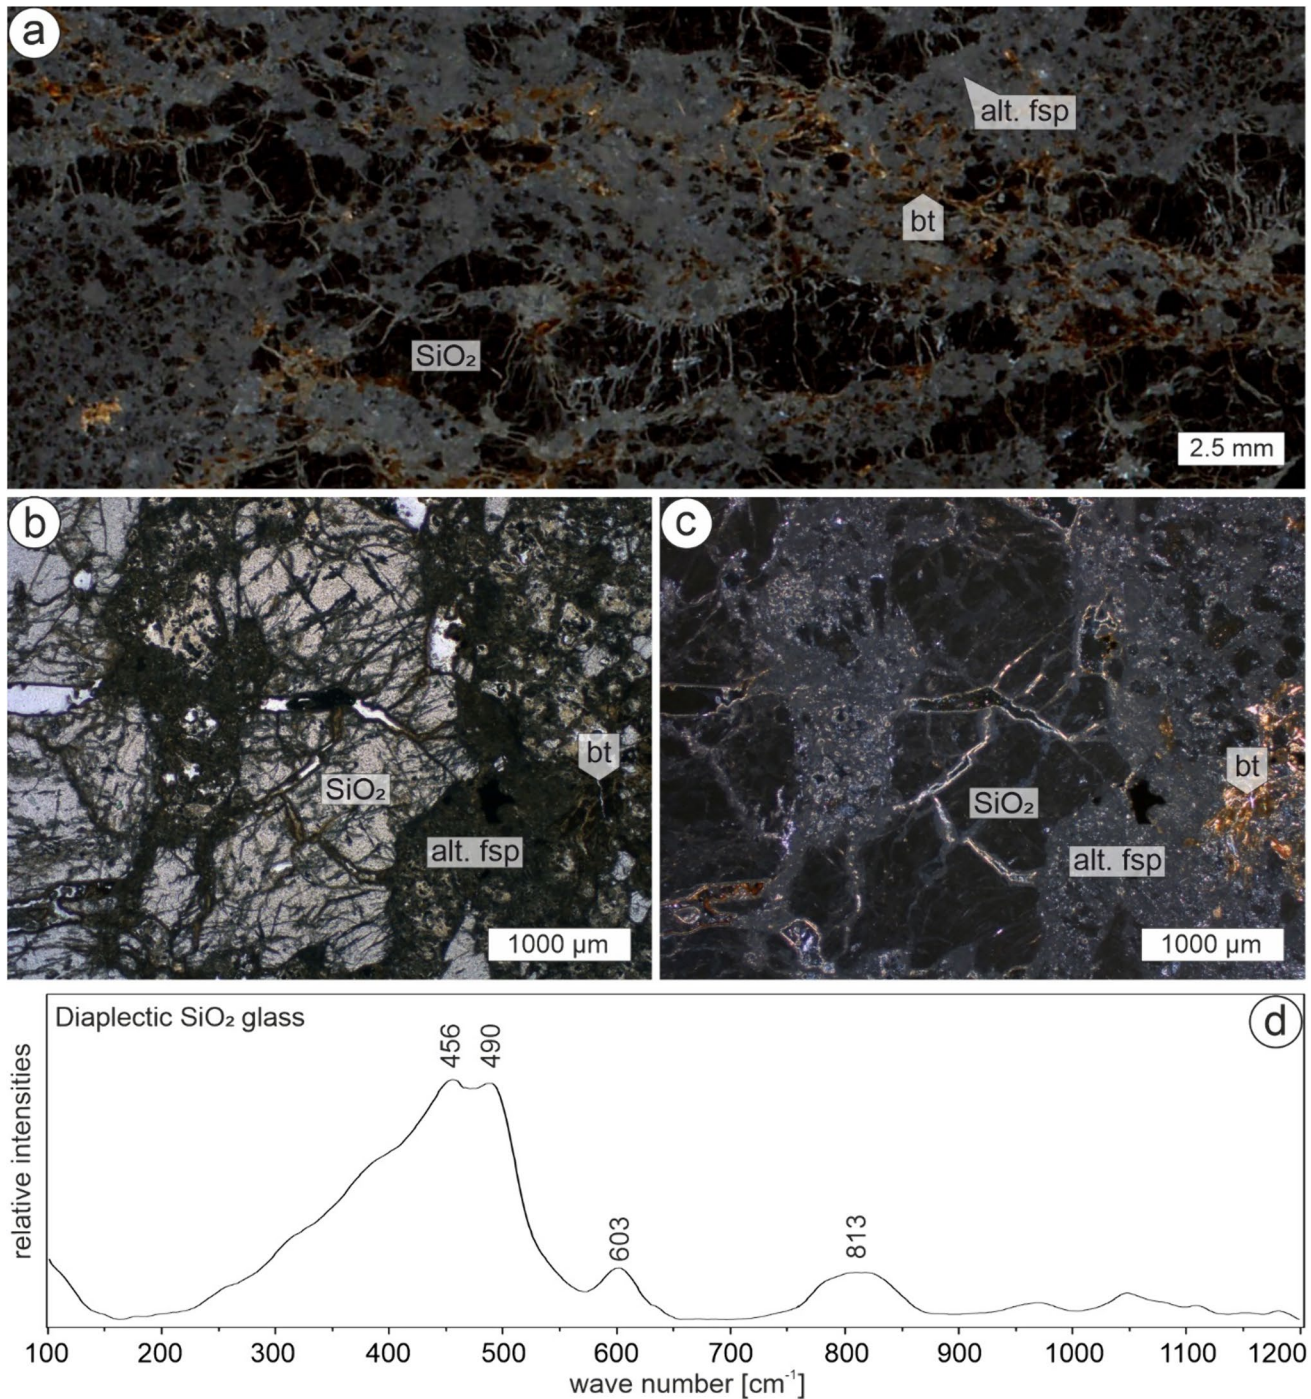 a
alt. fsp
bt
SiO₂
2.5 mm
b
c
bt
SiO₂
alt. fsp
1000 µm
bt
SiO₂
alt. fsp
1000 µm
Diaplectic SiO₂ glass
d
456
490
603
813
relative intensities
100 200 300 400 500 600 700 800 900 1000 1100 1200
wave number [cm⁻¹]